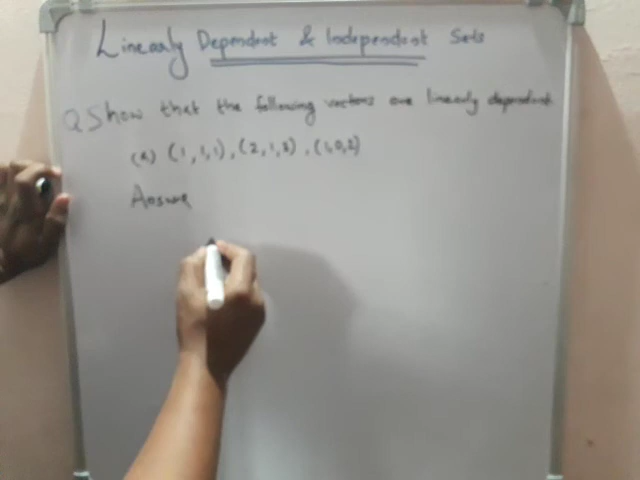 Linearly Dependent & Independent Sets
Q Show that the following vectors are linearly dependent
(a) (1, 1, 1), (2, 1, 3), (1, 0, 2)
Answer